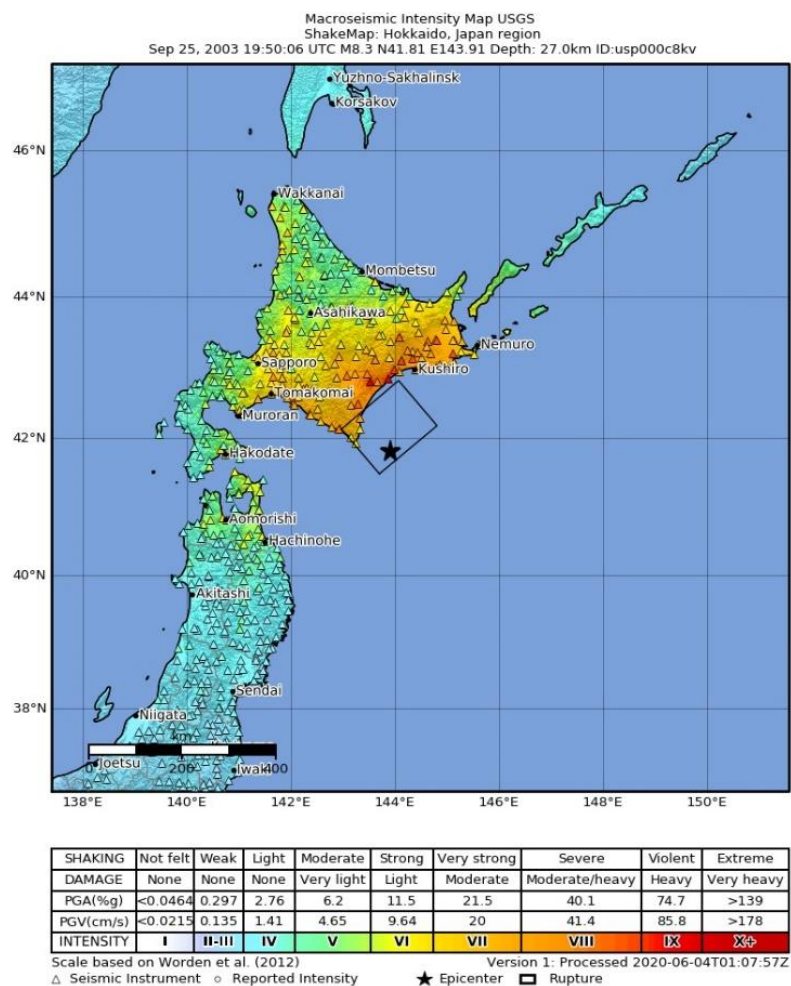 Macroseismic Intensity Map USGS
ShakeMap: Hokkaido, Japan region
Sep 25, 2003 19:50:06 UTC M8.3 N41.81 E143.91 Depth: 27.0km ID:usp000c8kv
Yuzhno-Sakhalinsk
Korsakov
46°N
Wakkanai
Mombetsu
44°N
Asahikawa
Nemuro
Sapporo
Kushiro
Tomakomai
Muroran
42°N
Hakodate
Aomorishi
Hachinohe
40°N
Akitashi
Sendai
38°N
Niigata
km
Joetsu
0 200 400
Iwaki
138°E 140°E 142°E 144°E 146°E 148°E 150°E
SHAKING Not felt Weak Light Moderate Strong Very strong Severe Violent Extreme
DAMAGE None None None Very light Light Moderate Moderate/heavy Heavy Very heavy
PGA(%g) <0.0464 0.297 2.76 6.2 11.5 21.5 40.1 74.7 >139
PGV(cm/s) <0.0215 0.135 1.41 4.65 9.64 20 41.4 85.8 >178
INTENSITY I II-III IV V VI VII VIII IX X+
Scale based on Worden et al. (2012) Version 1: Processed 2020-06-04T01:07:57Z
△ Seismic Instrument ○ Reported Intensity ★ Epicenter □ Rupture